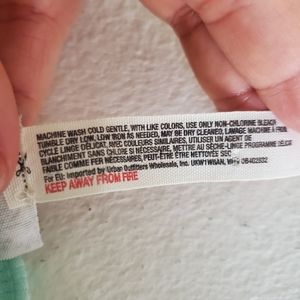 MACHINE WASH COLD GENTLE, WITH LIKE COLORS, USE ONLY NON-CHLORINE BLEACH
TUMBLE DRY LOW, LOW IRON AS NEEDED, MAY BE DRY CLEANED, LAVAGE MACHINE A FROID
CYCLE LINGE DÉLICAT, AVEC COULEURS SIMILAIRES, UTILISER UN AGENT DE
BLANCHIMENT SANS CHLORE SI NÉCESSAIRE, METTRE AU SÈCHE-LINGE PROGRAMME DÉLICAT
FAIBLE COMME FER NÉCESSAIRES, PEUT-ÊTRE ÊTRE NETTOYÉE SEC
For EU: Imported by Urban Outfitters Wholesale, Inc.
KEEP AWAY FROM FIRE